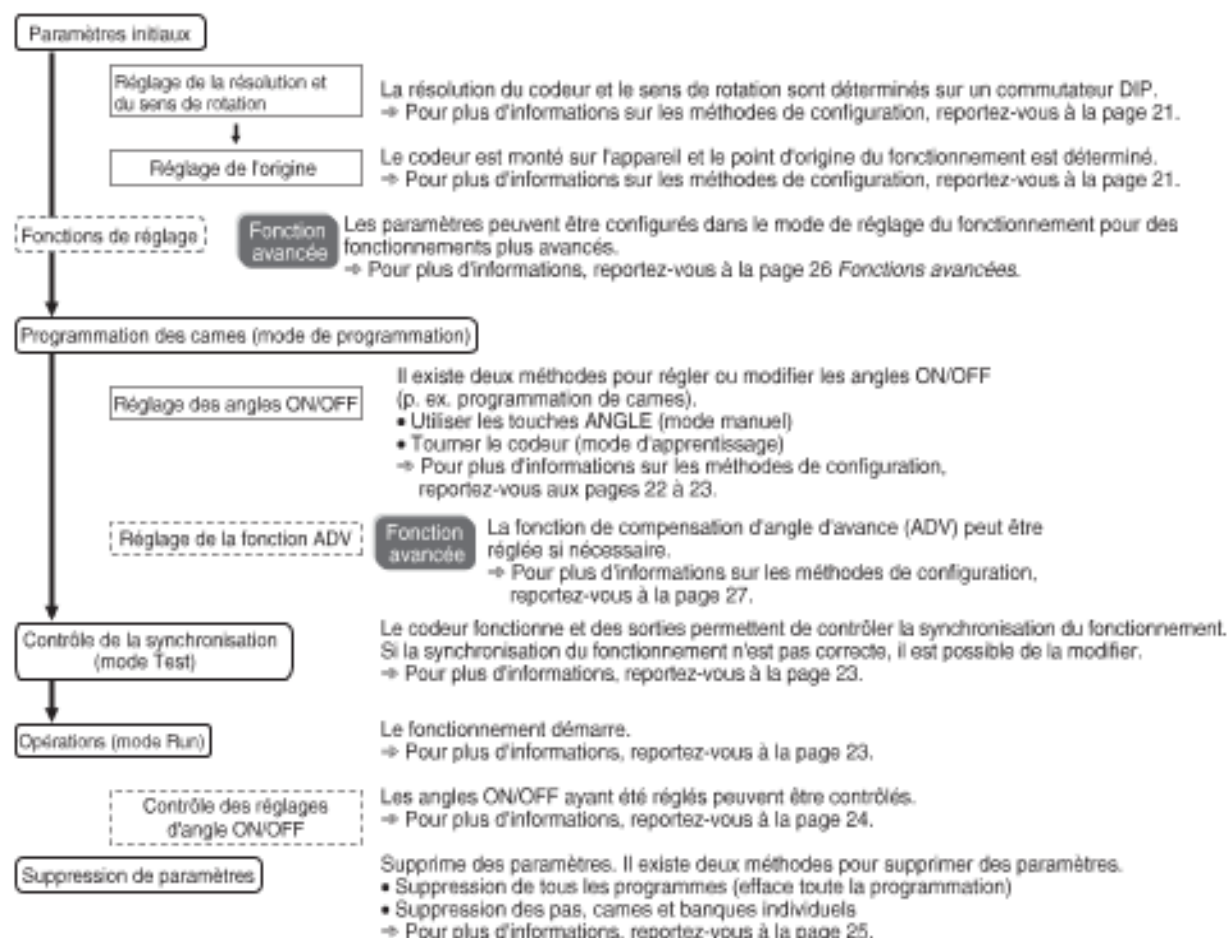 Paramètres initiaux
Réglage de la résolution et
du sens de rotation
La résolution du codeur et le sens de rotation sont déterminés sur un commutateur DIP.
➾ Pour plus d'informations sur les méthodes de configuration, reportez-vous à la page 21.
Réglage de l'origine
Le codeur est monté sur l'appareil et le point d'origine du fonctionnement est déterminé.
➾ Pour plus d'informations sur les méthodes de configuration, reportez-vous à la page 21.
Fonctions de réglage
Fonction
avancée
Les paramètres peuvent être configurés dans le mode de réglage du fonctionnement pour des
fonctionnements plus avancés.
➾ Pour plus d'informations, reportez-vous à la page 26 Fonctions avancées.
Programmation des cames (mode de programmation)
Réglage des angles ON/OFF
Il existe deux méthodes pour régler ou modifier les angles ON/OFF
(p. ex. programmation de cames).
• Utiliser les touches ANGLE (mode manuel)
• Tourner le codeur (mode d'apprentissage)
➾ Pour plus d'informations sur les méthodes de configuration,
reportez-vous aux pages 22 à 23.
Réglage de la fonction ADV
Fonction
avancée
La fonction de compensation d'angle d'avance (ADV) peut être
réglée si nécessaire.
➾ Pour plus d'informations sur les méthodes de configuration,
reportez-vous à la page 27.
Contrôle de la synchronisation
(mode Test)
Le codeur fonctionne et des sorties permettent de contrôler la synchronisation du fonctionnement.
Si la synchronisation du fonctionnement n'est pas correcte, il est possible de la modifier.
➾ Pour plus d'informations, reportez-vous à la page 23.
Opérations (mode Run)
Le fonctionnement démarre.
➾ Pour plus d'informations, reportez-vous à la page 23.
Contrôle des réglages
d'angle ON/OFF
Les angles ON/OFF ayant été réglés peuvent être contrôlés.
➾ Pour plus d'informations, reportez-vous à la page 24.
Suppression de paramètres
Supprime des paramètres. Il existe deux méthodes pour supprimer des paramètres.
• Suppression de tous les programmes (efface toute la programmation)
• Suppression des pas, cames et banques individuels
➾ Pour plus d'informations, reportez-vous à la page 25.